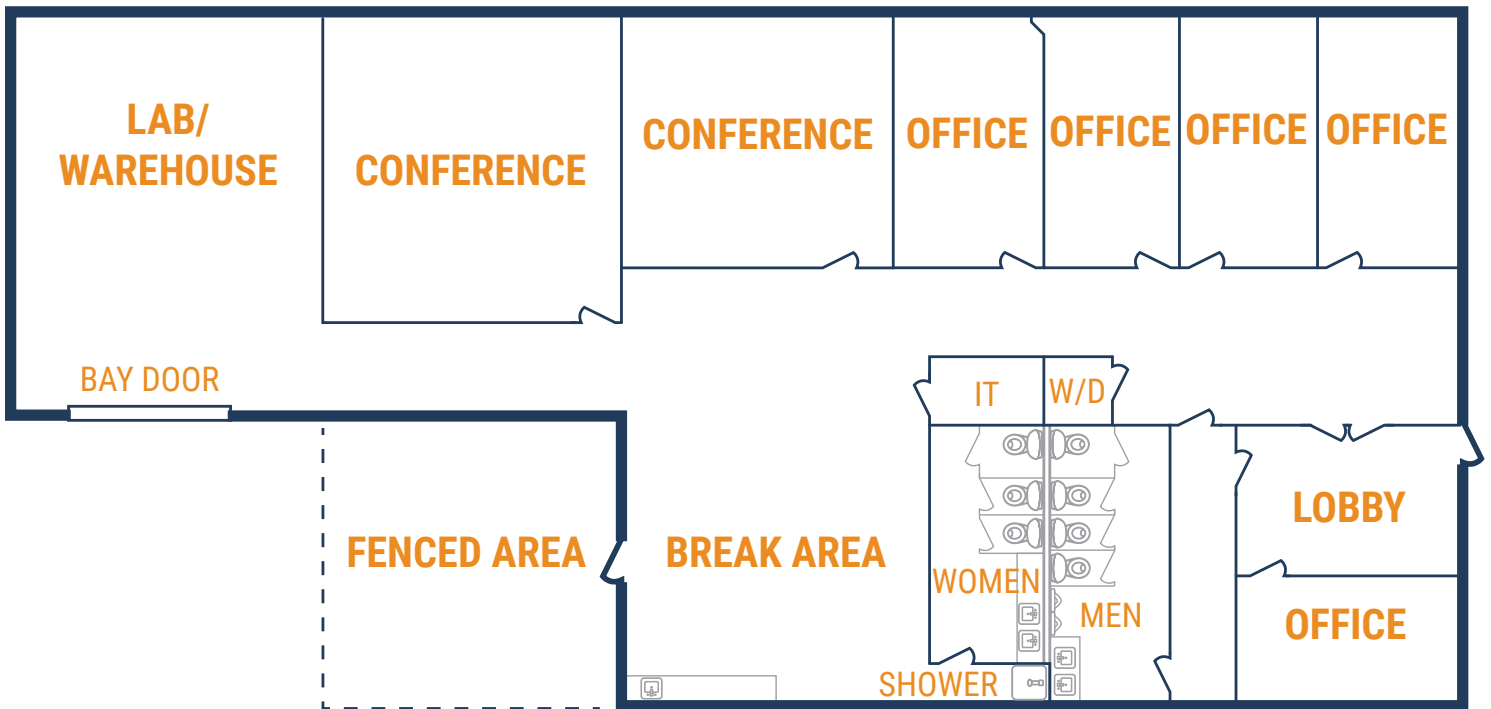 LAB/
WAREHOUSE
CONFERENCE
CONFERENCE
OFFICE
OFFICE
OFFICE
OFFICE
BAY DOOR
IT
W/D
FENCED AREA
BREAK AREA
WOMEN
MEN
SHOWER
LOBBY
OFFICE